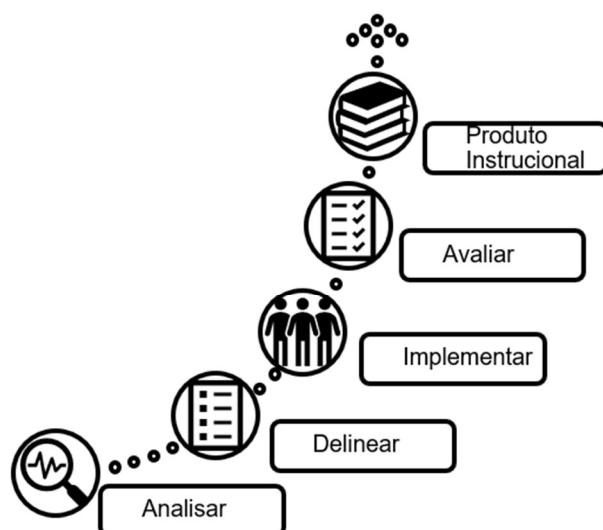 Produto
Instrucional
Avaliar
Implementar
Delinear
Analisar